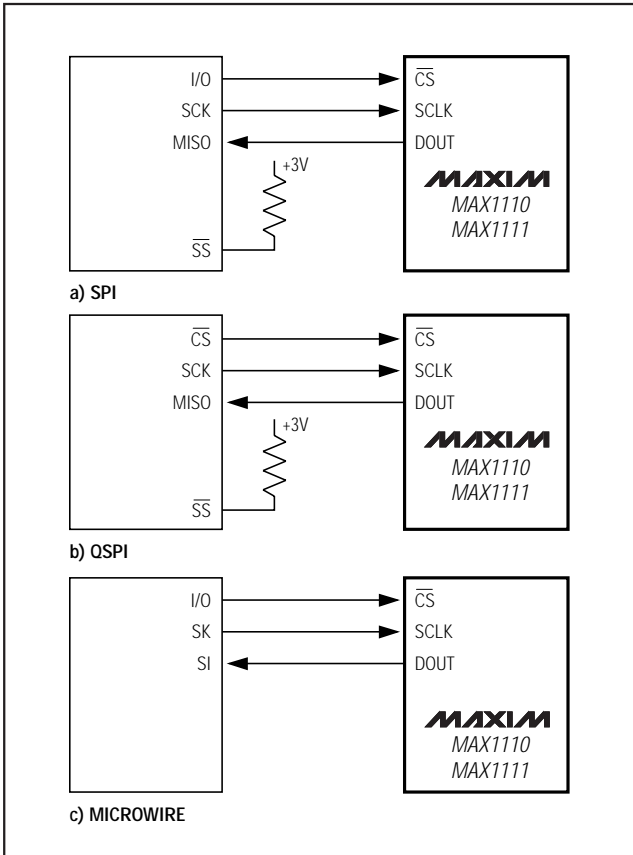 I/O CS
SCK SCLK
MISO DOUT
+3V
MAXIM
MAX1110
MAX1111
SS
a) SPI
CS CS
SCK SCLK
MISO DOUT
+3V
MAXIM
MAX1110
MAX1111
SS
b) QSPI
I/O CS
SK SCLK
SI DOUT
MAXIM
MAX1110
MAX1111
c) MICROWIRE